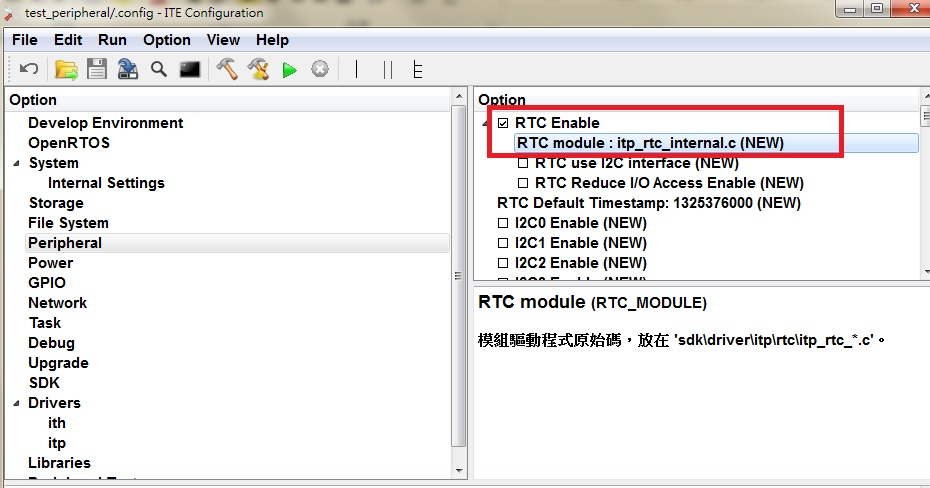 test_peripheral/.config - ITE Configuration
File Edit Run Option View Help
Option
Develop Environment
OpenRTOS
System
Internal Settings
Storage
File System
Peripheral
Power
GPIO
Network
Task
Debug
Upgrade
SDK
Drivers
ith
itp
Libraries
Option
RTC Enable
RTC module : itp_rtc_internal.c (NEW)
RTC use I2C interface (NEW)
RTC Reduce I/O Access Enable (NEW)
RTC Default Timestamp: 1325376000 (NEW)
I2C0 Enable (NEW)
I2C1 Enable (NEW)
I2C2 Enable (NEW)
RTC module (RTC_MODULE)
模組驅動程式原始碼，放在 'sdk\driver\itp\rtc\itp_rtc_*.c'。